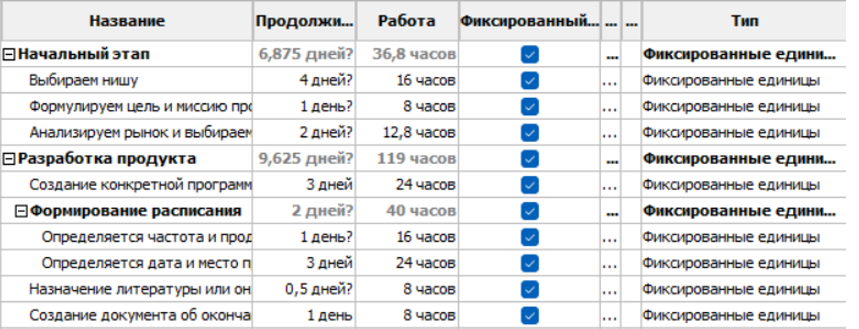 Название Продолжи... Работа Фиксированный... ... ... Тип
Начальный этап 6,875 дней? 36,8 часов ... Фиксированные едини...
Выбираем нишу 4 дней? 16 часов ... Фиксированные единицы
Формулируем цель и миссию про 1 день? 8 часов ... Фиксированные единицы
Анализируем рынок и выбираем 2 дней? 12,8 часов ... Фиксированные единицы
Разработка продукта 9,625 дней? 119 часов ... Фиксированные едини...
Создание конкретной программ 3 дней 24 часов ... Фиксированные единицы
Формирование расписания 2 дней? 40 часов ... Фиксированные едини...
Определяется частота и прод 1 день? 16 часов ... Фиксированные единицы
Определяется дата и место п 3 дней 24 часов ... Фиксированные единицы
Назначение литературы или он 0,5 дней? 8 часов ... Фиксированные единицы
Создание документа об оконча 1 день 8 часов ... Фиксированные единицы